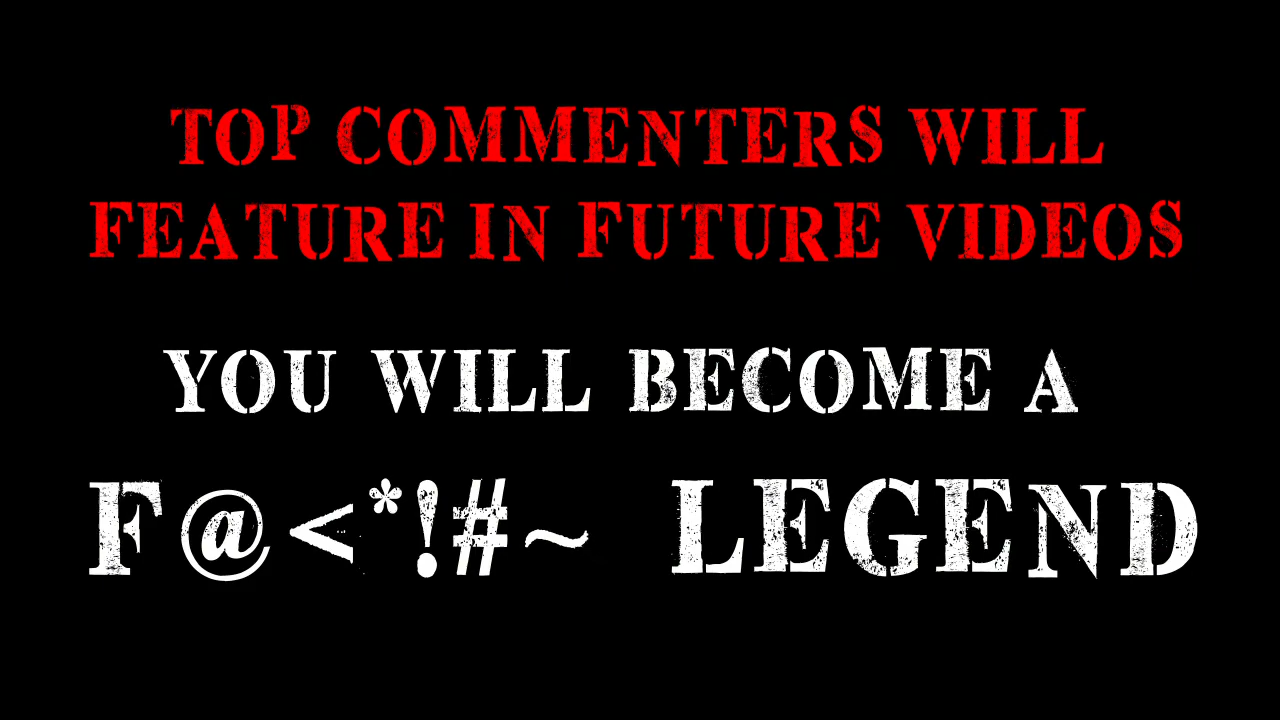 TOP COMMENTERS WILL
FEATURE IN FUTURE VIDEOS
YOU WILL BECOME A
F@<*!#~ LEGEND